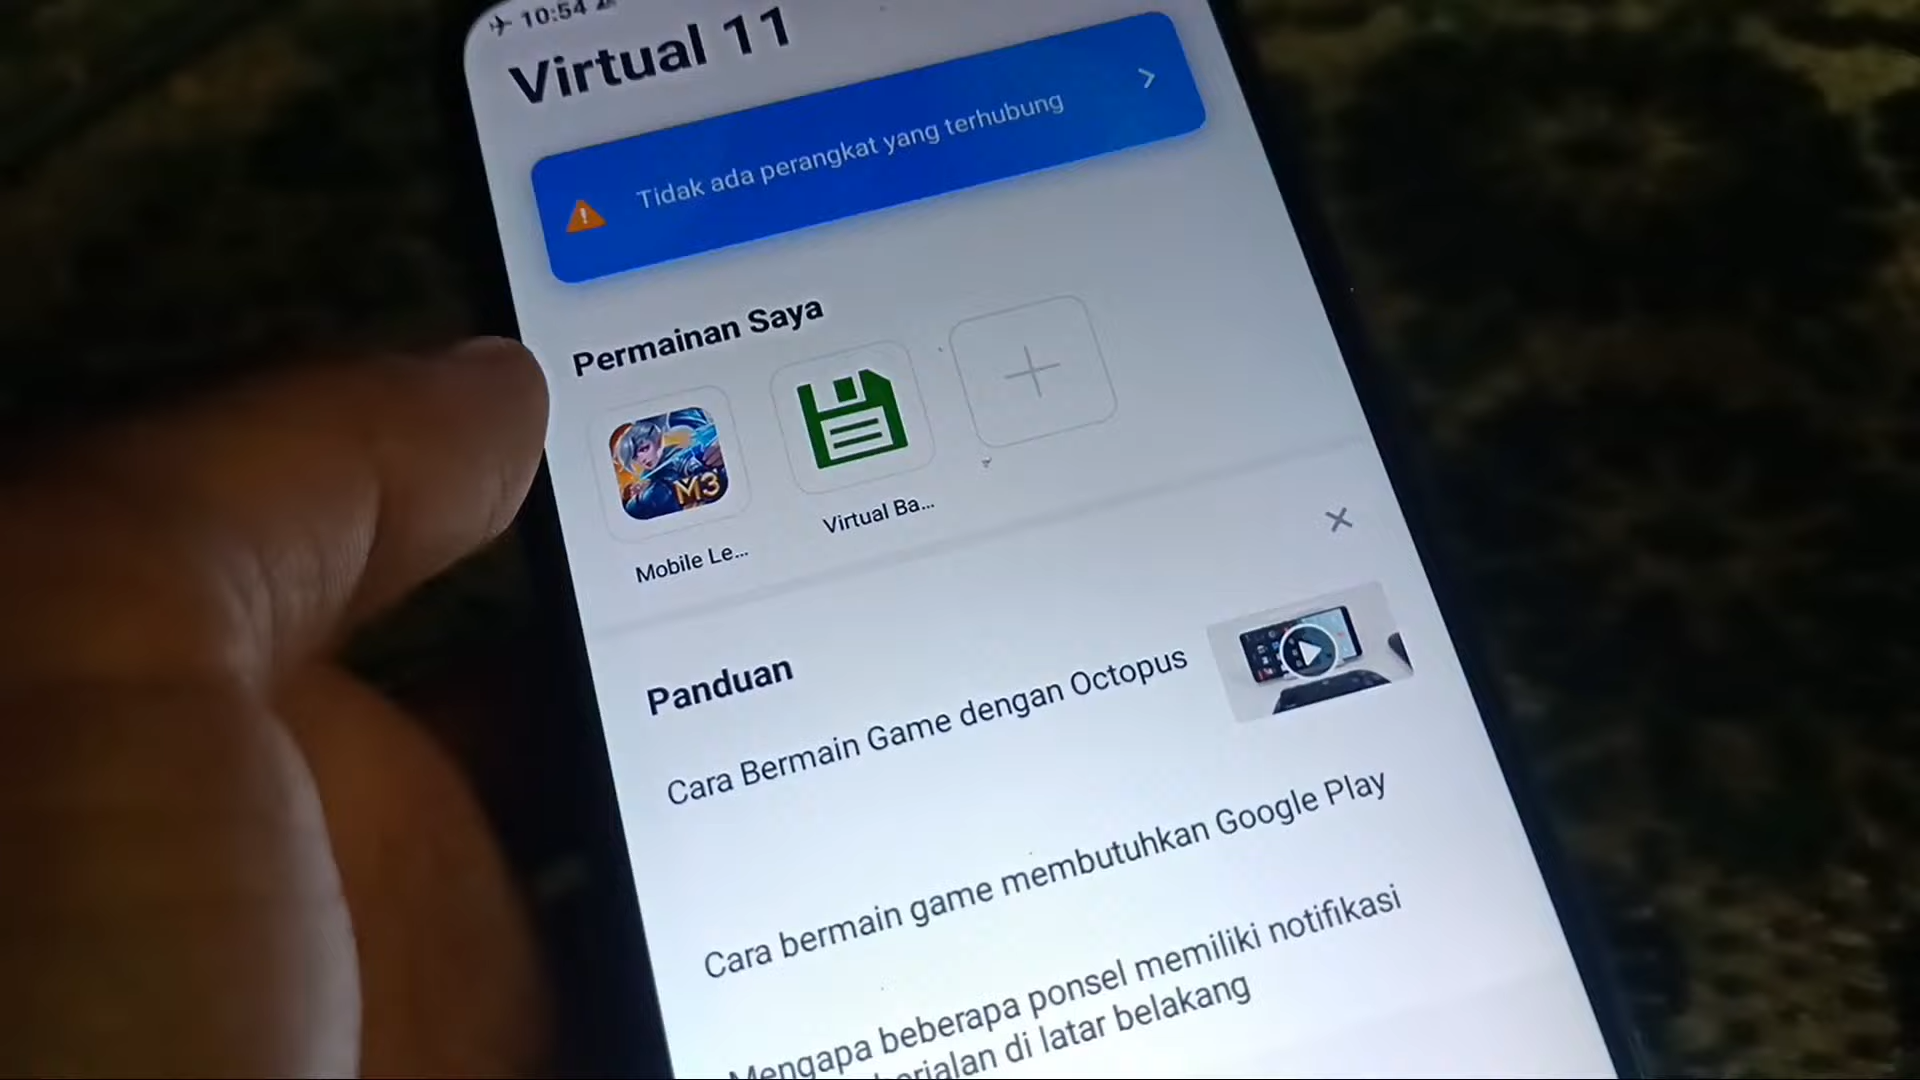 10:54
Virtual 11
Tidak ada perangkat yang terhubung
Permainan Saya
M3
Mobile Le...
Virtual Ba...
Panduan
Cara Bermain Game dengan Octopus
Cara bermain game membutuhkan Google Play
Mengapa beberapa ponsel memiliki notifikasi
berjalan di latar belakang